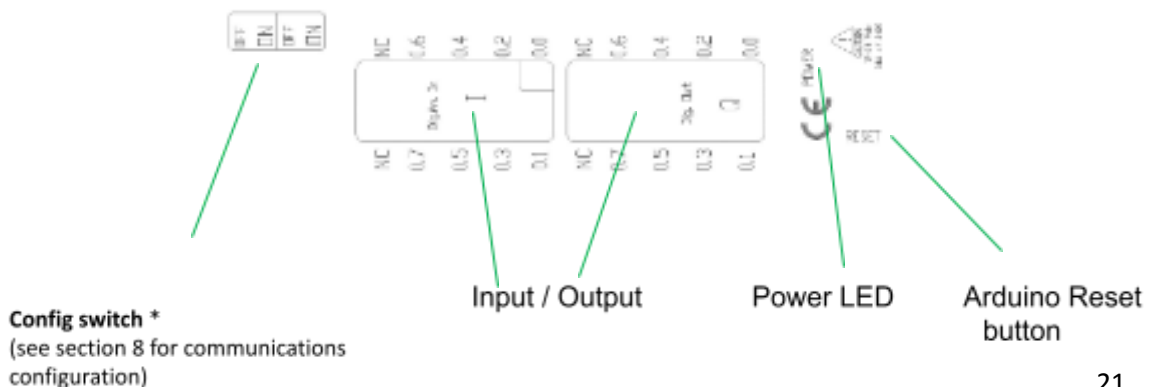 OFF ON OFF ON
NC 0.6 0.4 0.2 0.0
NC 0.6 0.4 0.2 0.0
I
Q
POWER
CE
RESET
NC 0.7 0.5 0.3 0.1
NC 0.7 0.5 0.3 0.1
Input / Output
Power LED
Arduino Reset
button
Config switch *
(see section 8 for communications
configuration)
21